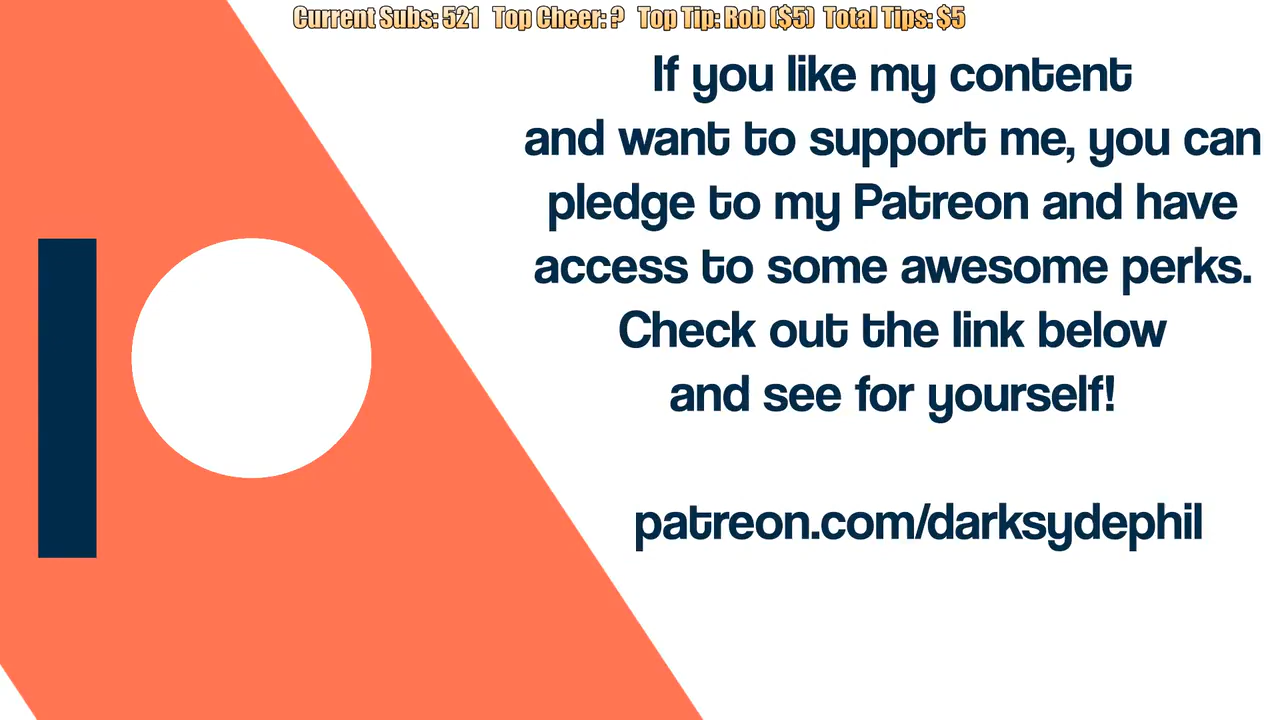 Current Subs: 521 Top Cheer: ? Top Tip: Rob ($5) Total Tips: $5
If you like my content
and want to support me, you can
pledge to my Patreon and have
access to some awesome perks.
Check out the link below
and see for yourself!
patreon.com/darksydephil